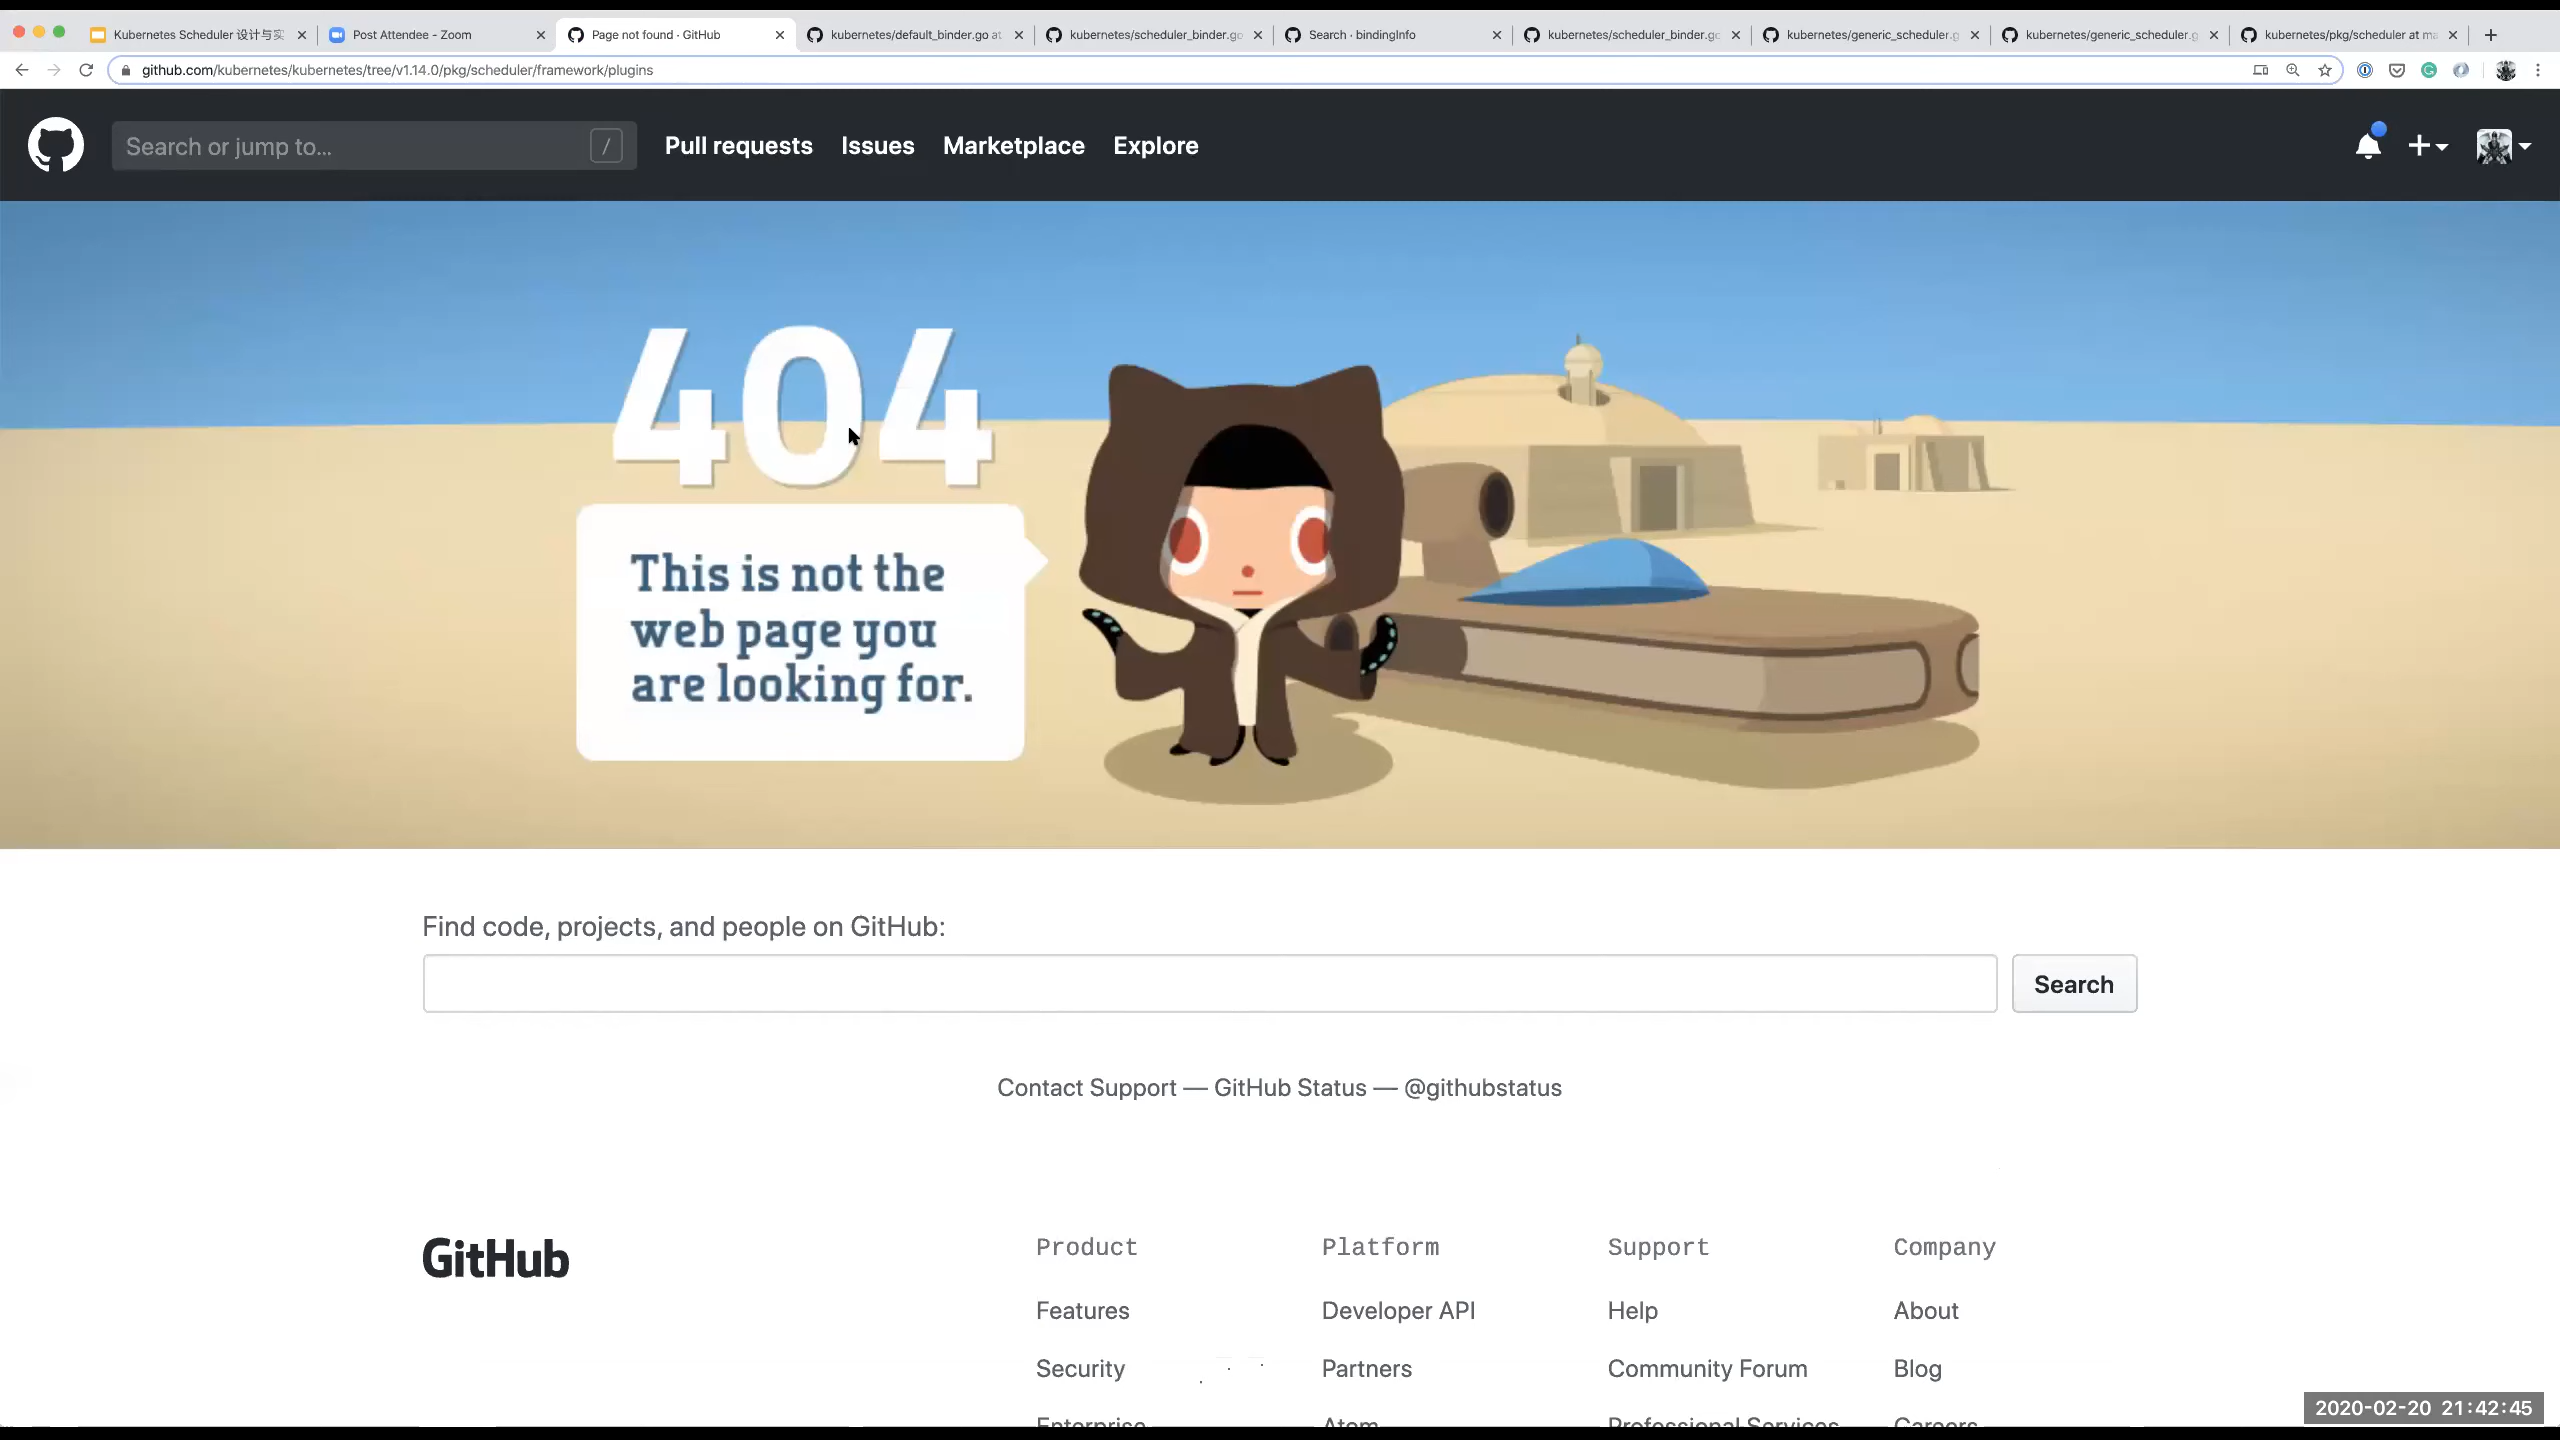 Kubernetes Scheduler 设计与实
Post Attendee - Zoom
Page not found · GitHub
kubernetes/default_binder.go at
kubernetes/scheduler_binder.go
Search · bindingInfo
kubernetes/scheduler_binder.go
kubernetes/generic_scheduler.g
kubernetes/generic_scheduler.g
kubernetes/pkg/scheduler at ma
github.com/kubernetes/kubernetes/tree/v1.14.0/pkg/scheduler/framework/plugins
Search or jump to...
/
Pull requests
Issues
Marketplace
Explore
404
This is not the
web page you
are looking for.
Find code, projects, and people on GitHub:
Search
Contact Support — GitHub Status — @githubstatus
GitHub
Product
Platform
Support
Company
Features
Developer API
Help
About
Security
Partners
Community Forum
Blog
Enterprise
Atom
Professional Services
Careers
2020-02-20 21:42:45